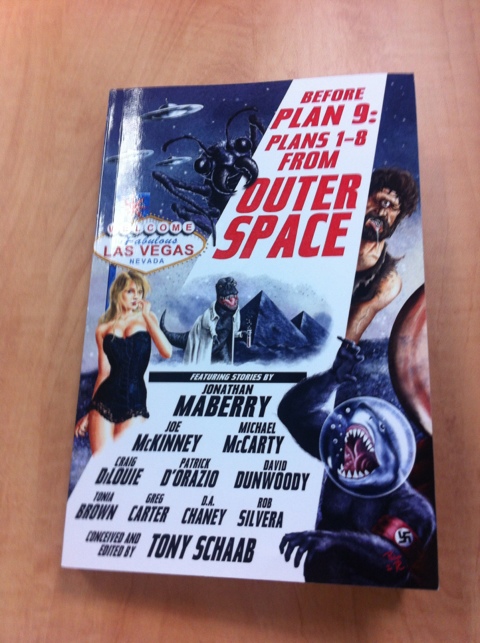 BEFORE
PLAN 9:
PLANS 1-8
FROM
OUTER
SPACE
WELCOME
Fabulous
LAS VEGAS
NEVADA
FEATURING STORIES BY
JONATHAN
MABERRY
JOE
McKINNEY
MICHAEL
McCARTY
CRAIG
DiLOUIE
PATRICK
D'ORAZIO
DAVID
DUNWOODY
TONIA
BROWN
GREG
CARTER
D.A.
CHANEY
ROB
SILVERA
CONCEIVED AND
EDITED BY TONY SCHAAB